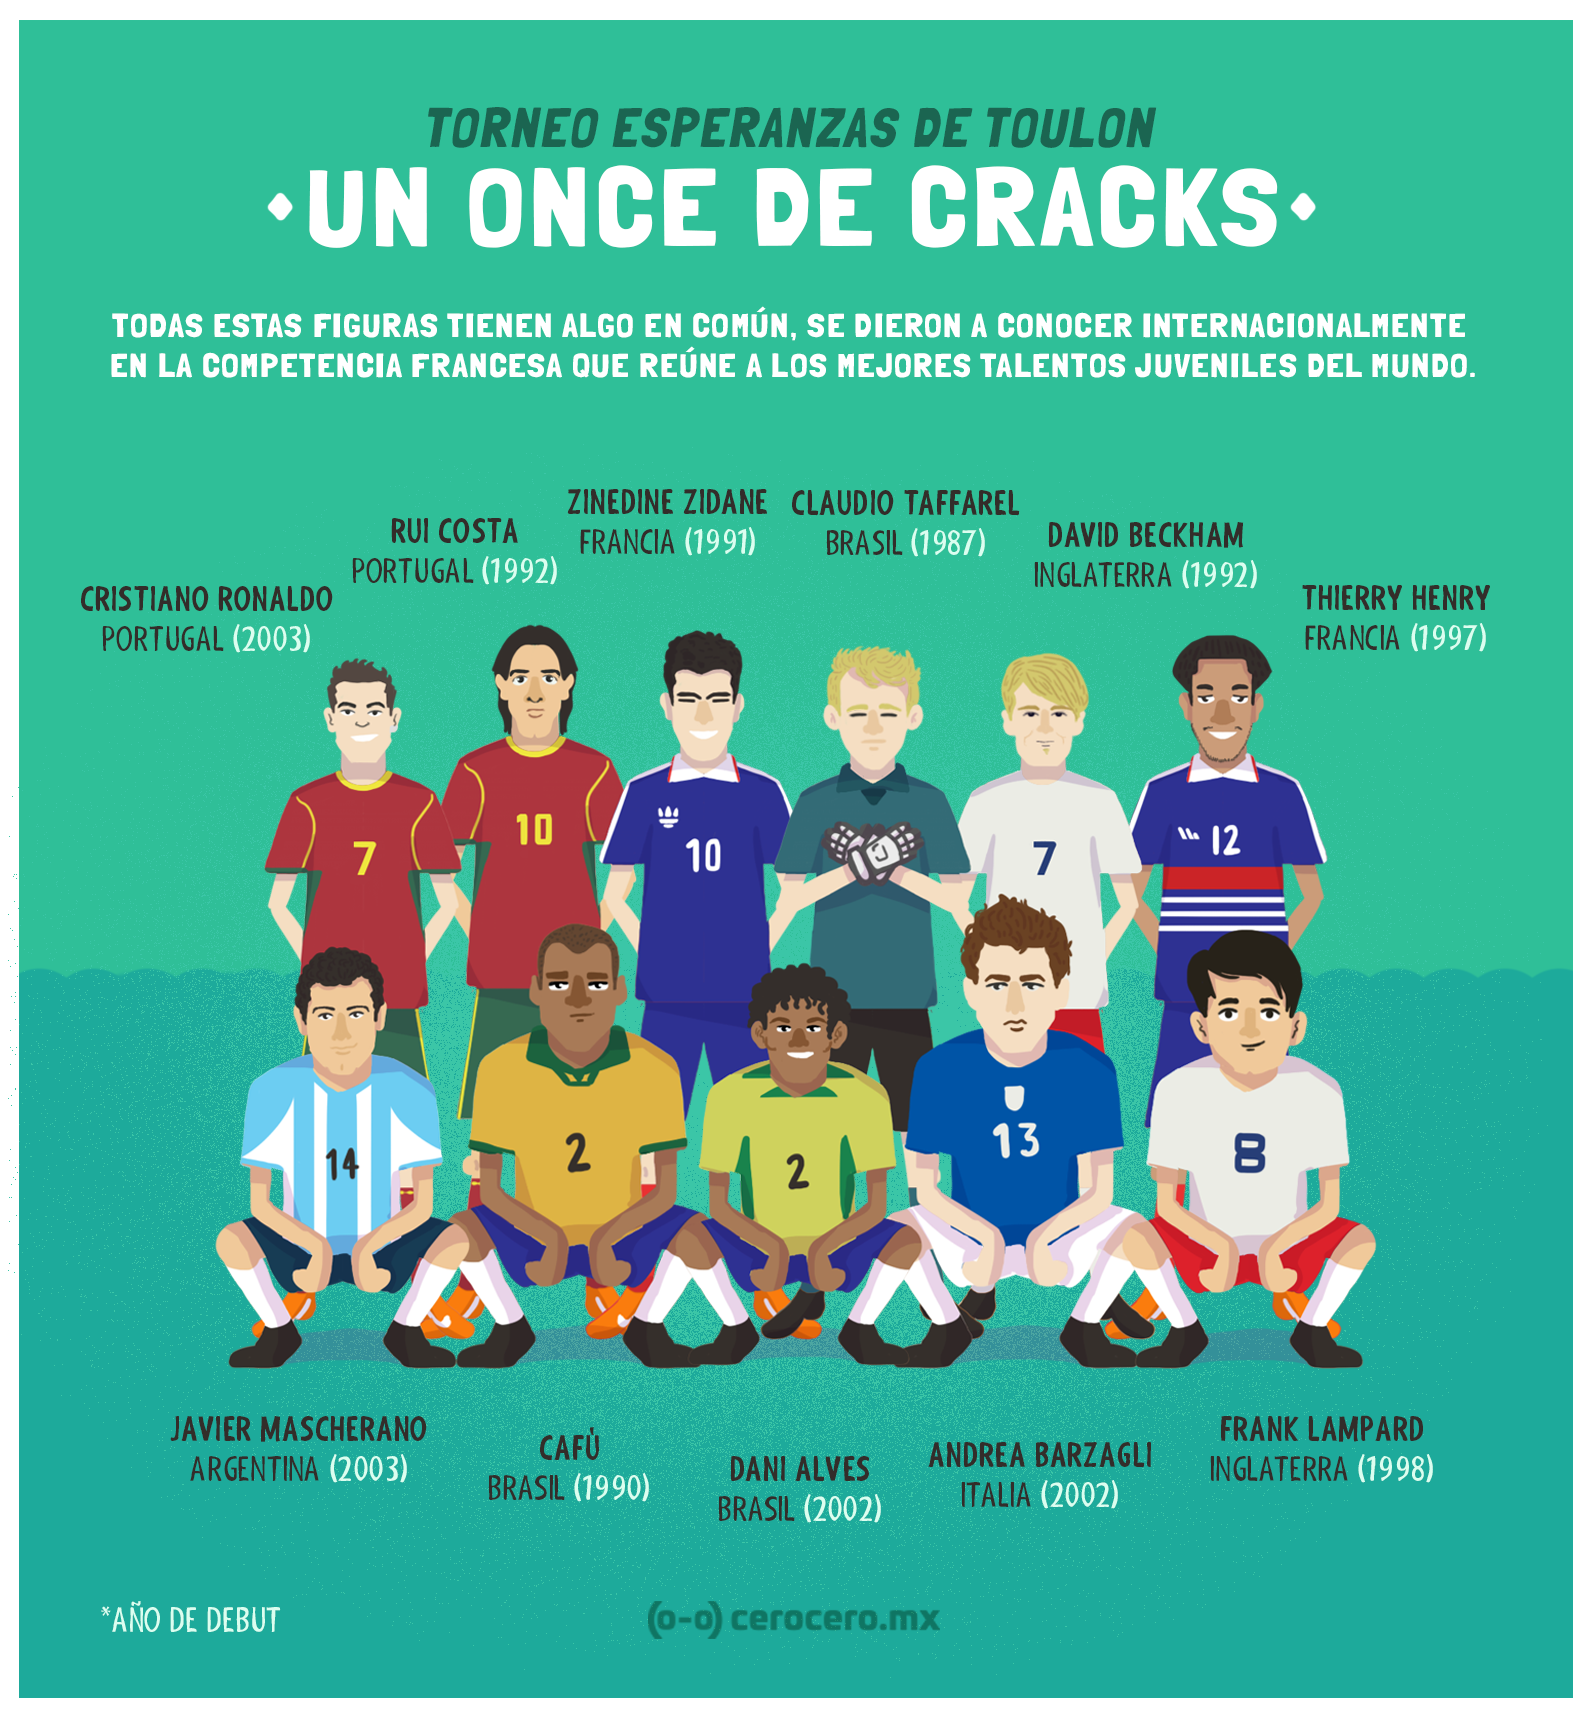 TORNEO ESPERANZAS DE TOULON
UN ONCE DE CRACKS
TODAS ESTAS FIGURAS TIENEN ALGO EN COMÚN, SE DIERON A CONOCER INTERNACIONALMENTE
EN LA COMPETENCIA FRANCESA QUE REÚNE A LOS MEJORES TALENTOS JUVENILES DEL MUNDO.
CRISTIANO RONALDO
PORTUGAL (2003)
RUI COSTA
PORTUGAL (1992)
ZINEDINE ZIDANE
FRANCIA (1991)
CLAUDIO TAFFAREL
BRASIL (1987)
DAVID BECKHAM
INGLATERRA (1992)
THIERRY HENRY
FRANCIA (1997)
7
10
10
7
12
14
2
2
13
8
JAVIER MASCHERANO
ARGENTINA (2003)
CAFÙ
BRASIL (1990)
DANI ALVES
BRASIL (2002)
ANDREA BARZAGLI
ITALIA (2002)
FRANK LAMPARD
INGLATERRA (1998)
*AÑO DE DEBUT
(o-o) cerocero.mx